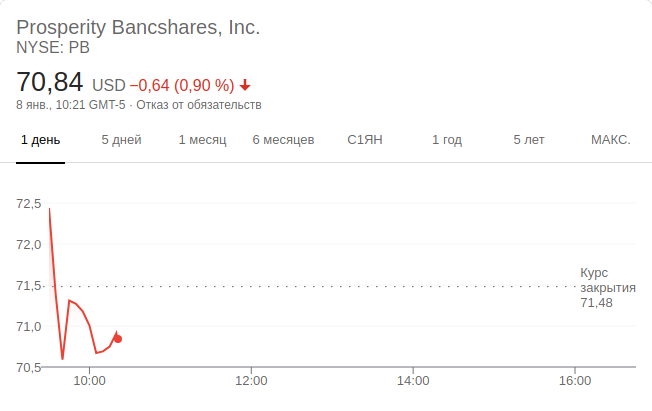 Prosperity Bancshares, Inc.
NYSE: PB
70,84 USD −0,64 (0,90 %)
8 янв., 10:21 GMT-5 · Отказ от обязательств
1 день 5 дней 1 месяц 6 месяцев С1ЯН 1 год 5 лет МАКС.
72,5
72,0
71,5
71,0
70,5
Курс
закрытия
71,48
10:00 12:00 14:00 16:00